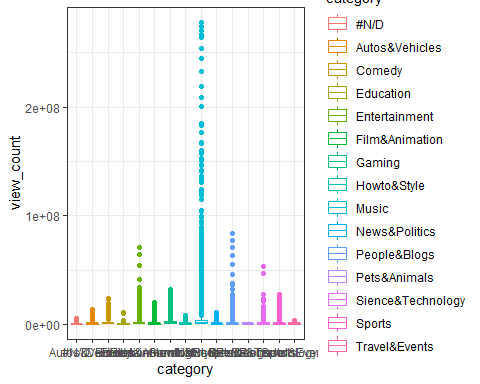 category
#N/D
Autos&Vehicles
Comedy
Education
Entertainment
Film&Animation
Gaming
Howto&Style
Music
News&Politics
People&Blogs
Pets&Animals
Sience&Technology
Sports
Travel&Events
view_count
2e+08
1e+08
0e+00
category